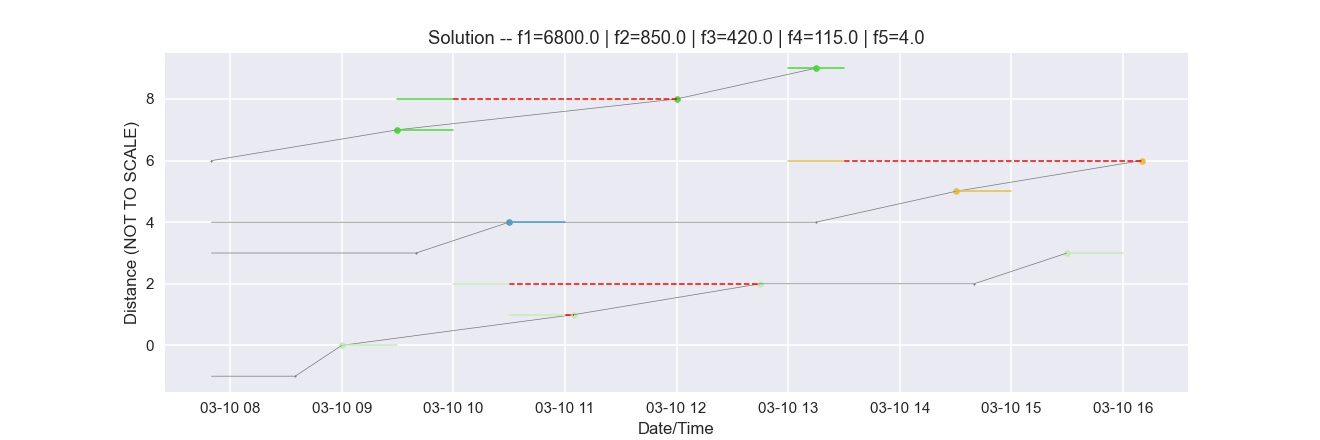 Solution -- f1=6800.0 | f2=850.0 | f3=420.0 | f4=115.0 | f5=4.0
Distance (NOT TO SCALE)
8
6
4
2
0
03-10 08 03-10 09 03-10 10 03-10 11 03-10 12 03-10 13 03-10 14 03-10 15 03-10 16
Date/Time